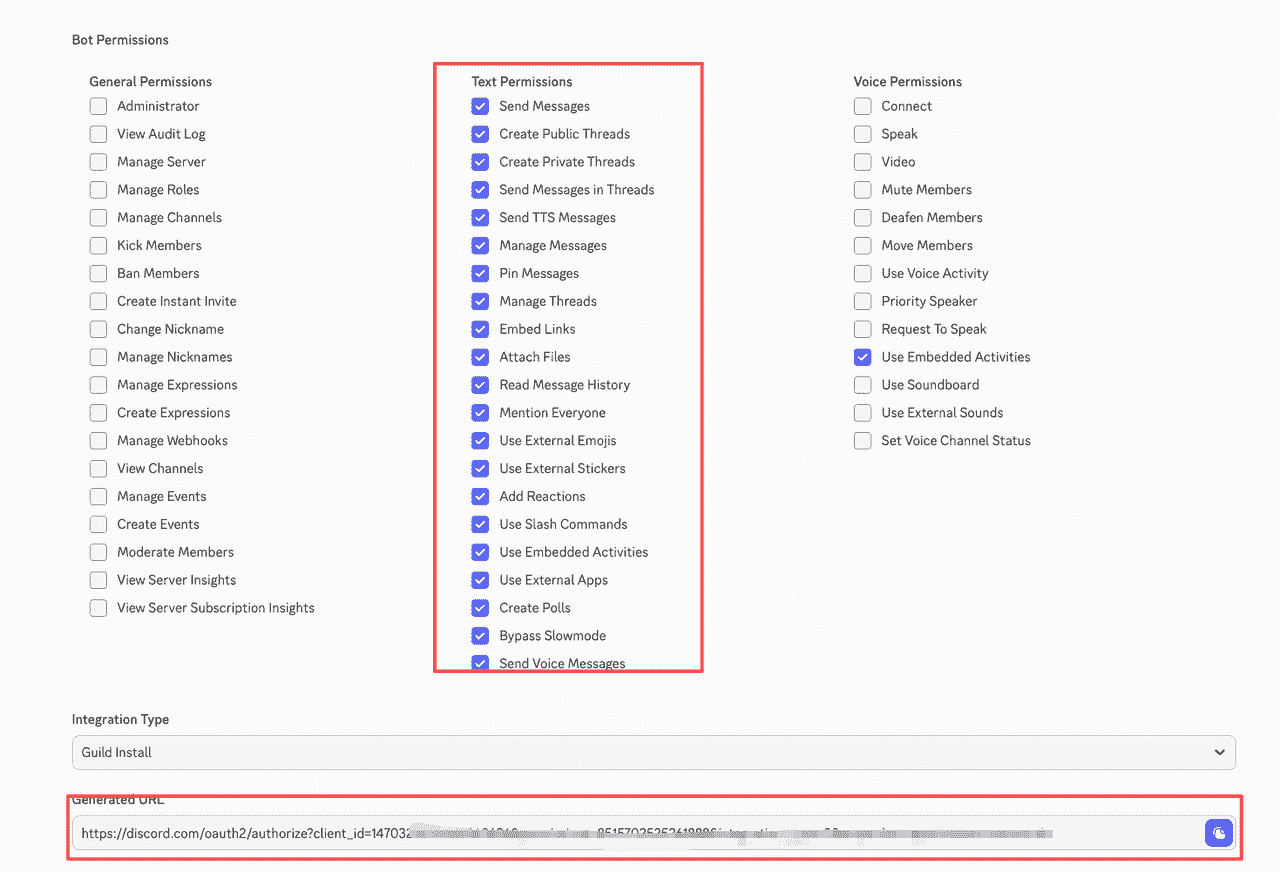 Bot Permissions
General Permissions
Administrator
View Audit Log
Manage Server
Manage Roles
Manage Channels
Kick Members
Ban Members
Create Instant Invite
Change Nickname
Manage Nicknames
Manage Expressions
Create Expressions
Manage Webhooks
View Channels
Manage Events
Create Events
Moderate Members
View Server Insights
View Server Subscription Insights
Text Permissions
Send Messages
Create Public Threads
Create Private Threads
Send Messages in Threads
Send TTS Messages
Manage Messages
Pin Messages
Manage Threads
Embed Links
Attach Files
Read Message History
Mention Everyone
Use External Emojis
Use External Stickers
Add Reactions
Use Slash Commands
Use Embedded Activities
Use External Apps
Create Polls
Bypass Slowmode
Send Voice Messages
Voice Permissions
Connect
Speak
Video
Mute Members
Deafen Members
Move Members
Use Voice Activity
Priority Speaker
Request To Speak
Use Embedded Activities
Use Soundboard
Use External Sounds
Set Voice Channel Status
Integration Type
Guild Install
Generated URL
https://discord.com/oauth2/authorize?client_id=147032